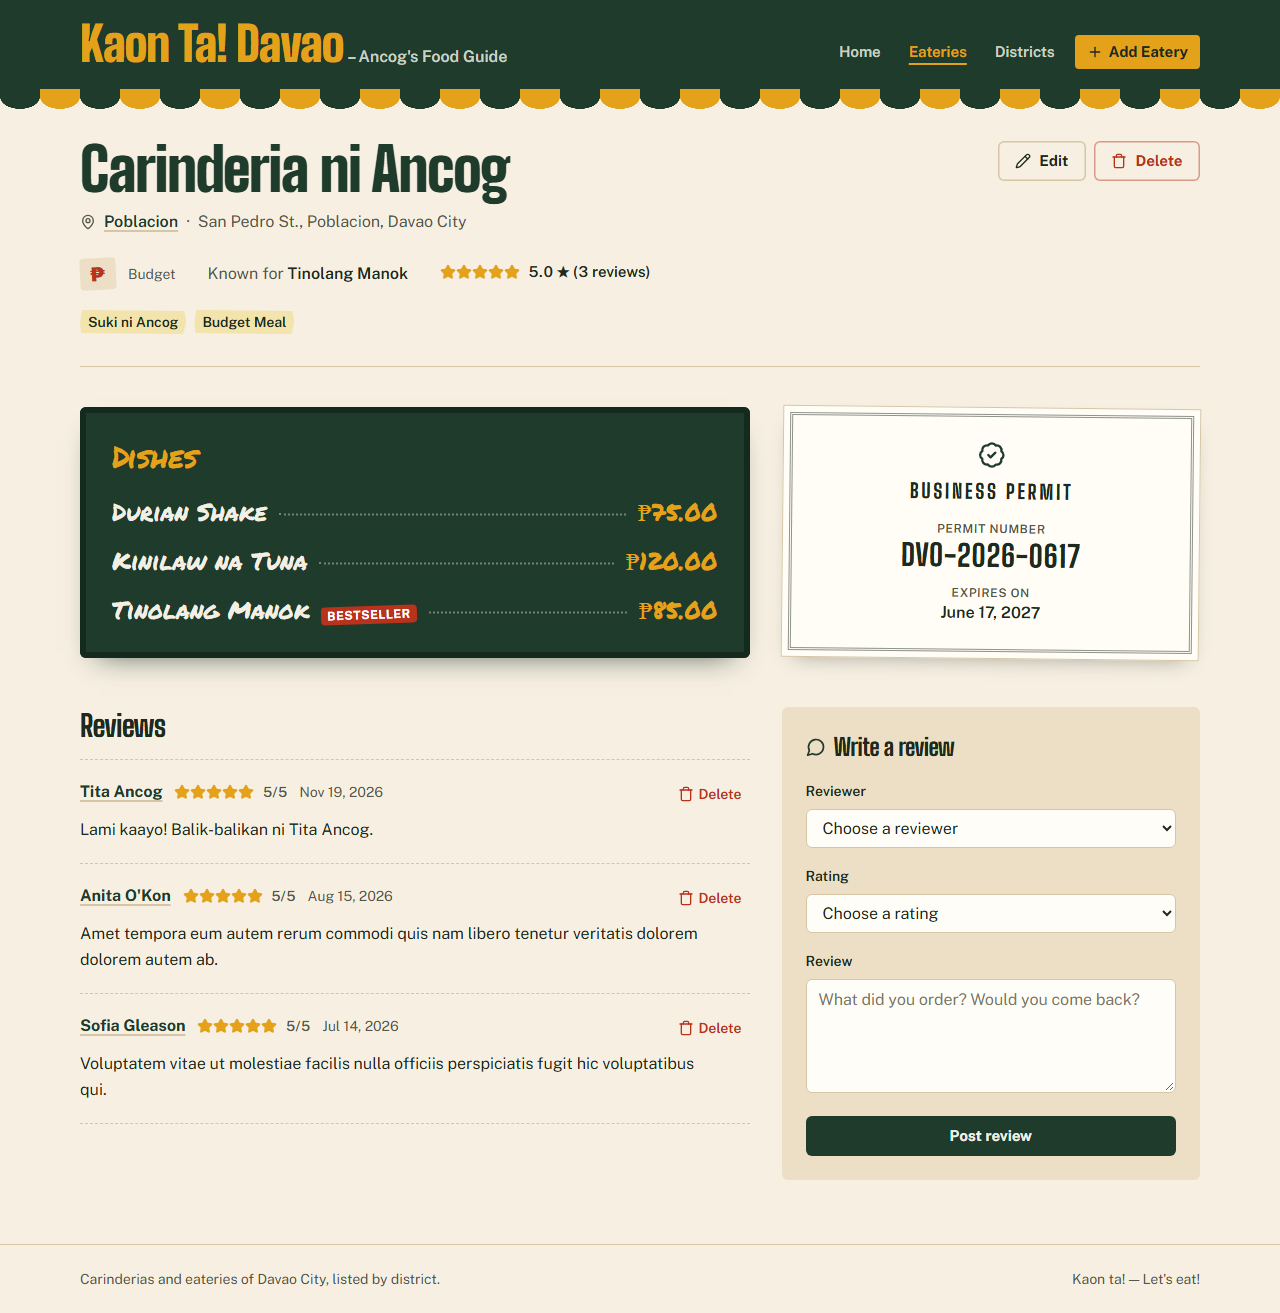 Kaon Ta! Davao – Ancog's Food Guide
Home Eateries Districts + Add Eatery
Carinderia ni Ancog
Edit Delete
Poblacion · San Pedro St., Poblacion, Davao City
₱ Budget Known for Tinolang Manok 5.0 ★ (3 reviews)
Suki ni Ancog Budget Meal
Dishes
Durian Shake ₱75.00
Kinilaw na Tuna ₱120.00
Tinolang Manok BESTSELLER ₱85.00
BUSINESS PERMIT
PERMIT NUMBER
DVO-2026-0617
EXPIRES ON
June 17, 2027
Reviews
Tita Ancog 5/5 Nov 19, 2026 Delete
Lami kaayo! Balik-balikan ni Tita Ancog.
Anita O'Kon 5/5 Aug 15, 2026 Delete
Amet tempora eum autem rerum commodi quis nam libero tenetur veritatis dolorem
dolorem autem ab.
Sofia Gleason 5/5 Jul 14, 2026 Delete
Voluptatem vitae ut molestiae facilis nulla officiis perspiciatis fugit hic voluptatibus
qui.
Write a review
Reviewer
Choose a reviewer
Rating
Choose a rating
Review
What did you order? Would you come back?
Post review
Carinderias and eateries of Davao City, listed by district.
Kaon ta! — Let's eat!